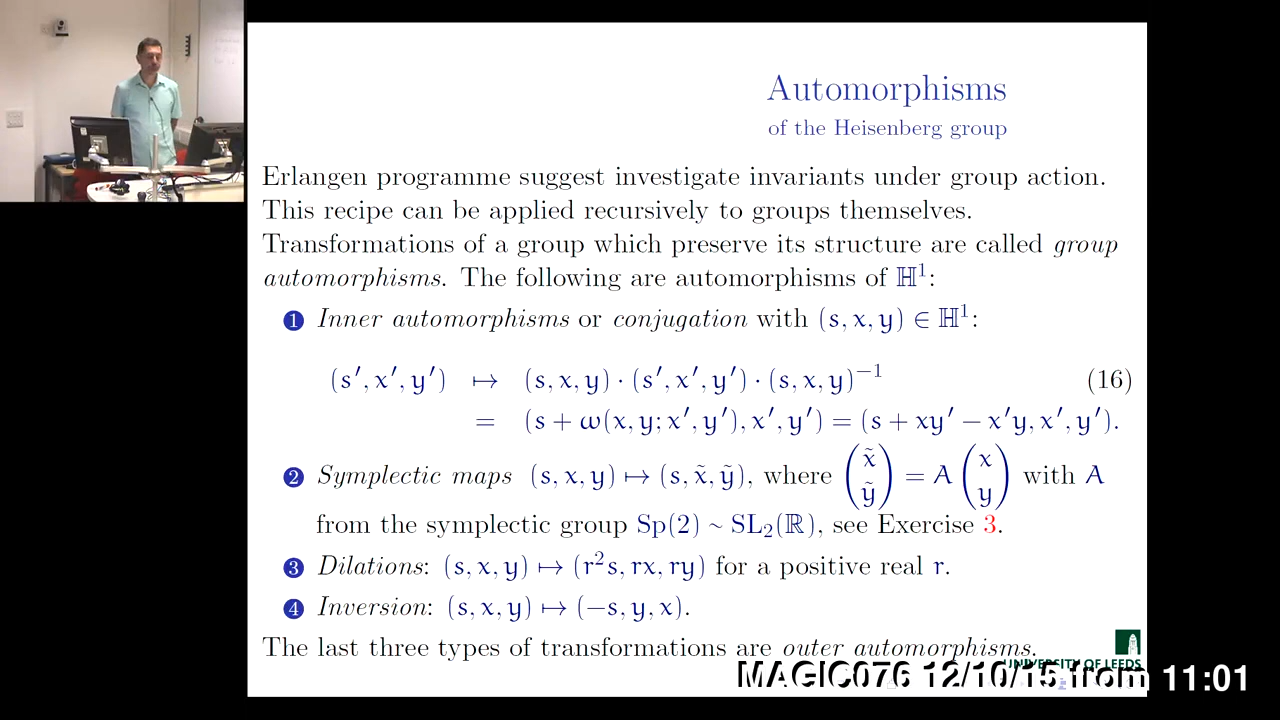 Automorphisms
of the Heisenberg group
Erlangen programme suggest investigate invariants under group action.
This recipe can be applied recursively to groups themselves.
Transformations of a group which preserve its structure are called group
automorphisms. The following are automorphisms of ℍ¹:
1 Inner automorphisms or conjugation with (s, x, y) ∈ ℍ¹:
(s′, x′, y′) ↦ (s, x, y) · (s′, x′, y′) · (s, x, y)⁻¹ (16)
= (s + ω(x, y; x′, y′), x′, y′) = (s + xy′ − x′y, x′, y′).
2 Symplectic maps (s, x, y) ↦ (s, x̃, ỹ), where (x̃ ỹ) = A (x y) with A
from the symplectic group Sp(2) ~ SL₂(ℝ), see Exercise 3.
3 Dilations: (s, x, y) ↦ (r²s, rx, ry) for a positive real r.
4 Inversion: (s, x, y) ↦ (−s, y, x).
The last three types of transformations are outer automorphisms.
UNIVERSITY OF LEEDS
MAGIC076 12/10/15 from 11:01